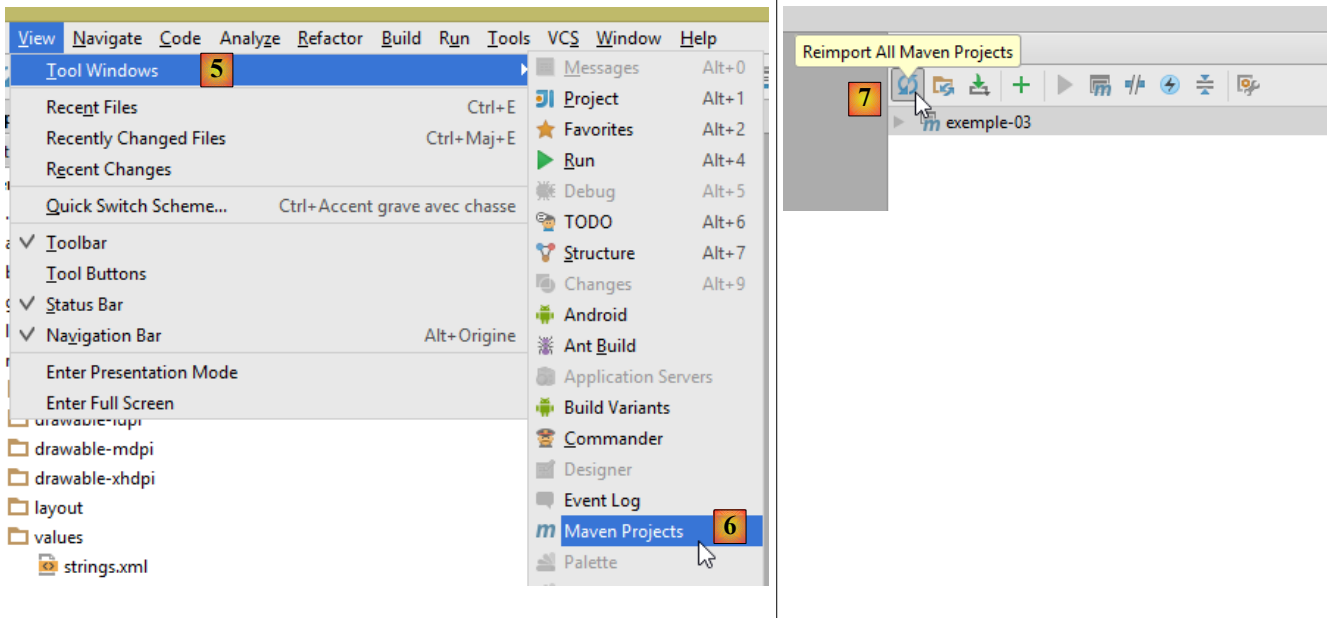 View Navigate Code Analyze Refactor Build Run Tools VCS Window Help
Tool Windows 5
Recent Files Ctrl+E
Recently Changed Files Ctrl+Maj+E
Recent Changes
Quick Switch Scheme... Ctrl+Accent grave avec chasse
Toolbar
Tool Buttons
Status Bar
Navigation Bar Alt+Origine
Enter Presentation Mode
Enter Full Screen
drawable-ldpi
drawable-mdpi
drawable-xhdpi
layout
values
strings.xml
Messages Alt+0
Project Alt+1
Favorites Alt+2
Run Alt+4
Debug Alt+5
TODO Alt+6
Structure Alt+7
Changes Alt+9
Android
Ant Build
Application Servers
Build Variants
Commander
Designer
Event Log
Maven Projects 6
Palette
Reimport All Maven Projects
7
exemple-03